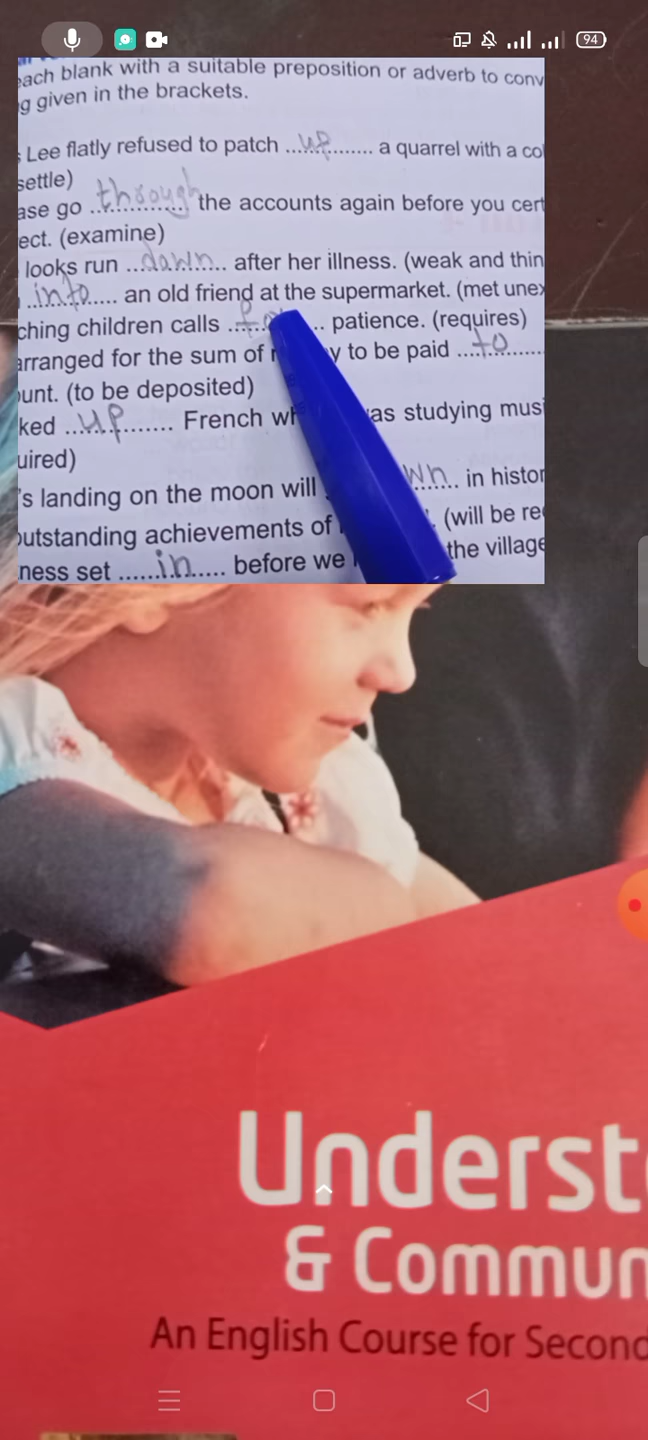 94
each blank with a suitable preposition or adverb to conv
g given in the brackets.
Lee flatly refused to patch ...up... a quarrel with a co
settle)
ase go ...through... the accounts again before you cert
ect. (examine)
looks run ...down... after her illness. (weak and thin
...into... an old friend at the supermarket. (met unex
ching children calls ...... patience. (requires)
arranged for the sum of y to be paid ...to...
unt. (to be deposited)
ked ...up... French wh as studying musi
uired)
's landing on the moon will wn... in histor
outstanding achievements of (will be re
ness set ...in... before we the village
Underst
& Commun
An English Course for Second